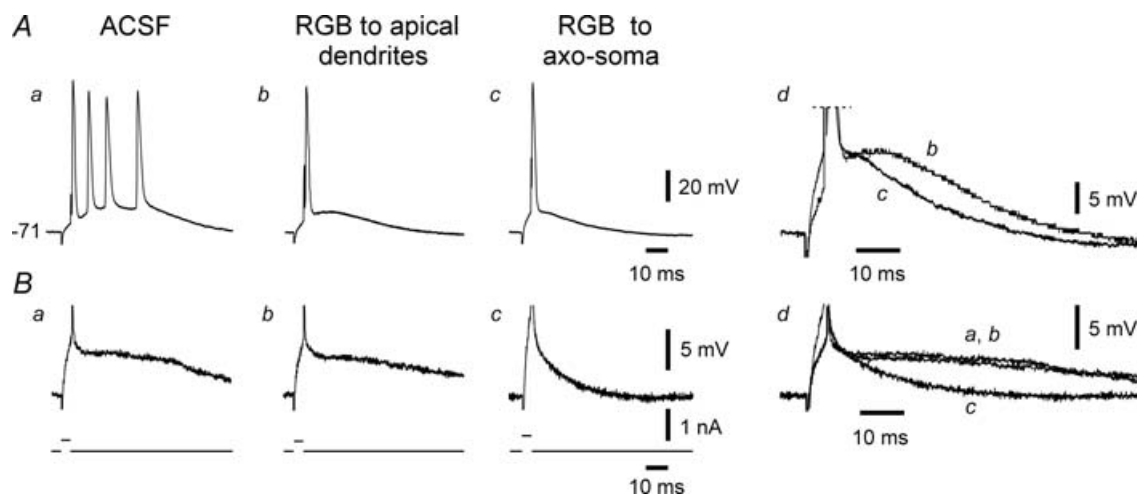 A
ACSF
RGB to apical
dendrites
RGB to
axo-soma
a
b
c
d
-71
20 mV
10 ms
b
c
5 mV
10 ms
B
a
b
c
d
5 mV
1 nA
10 ms
a, b
c
5 mV
10 ms